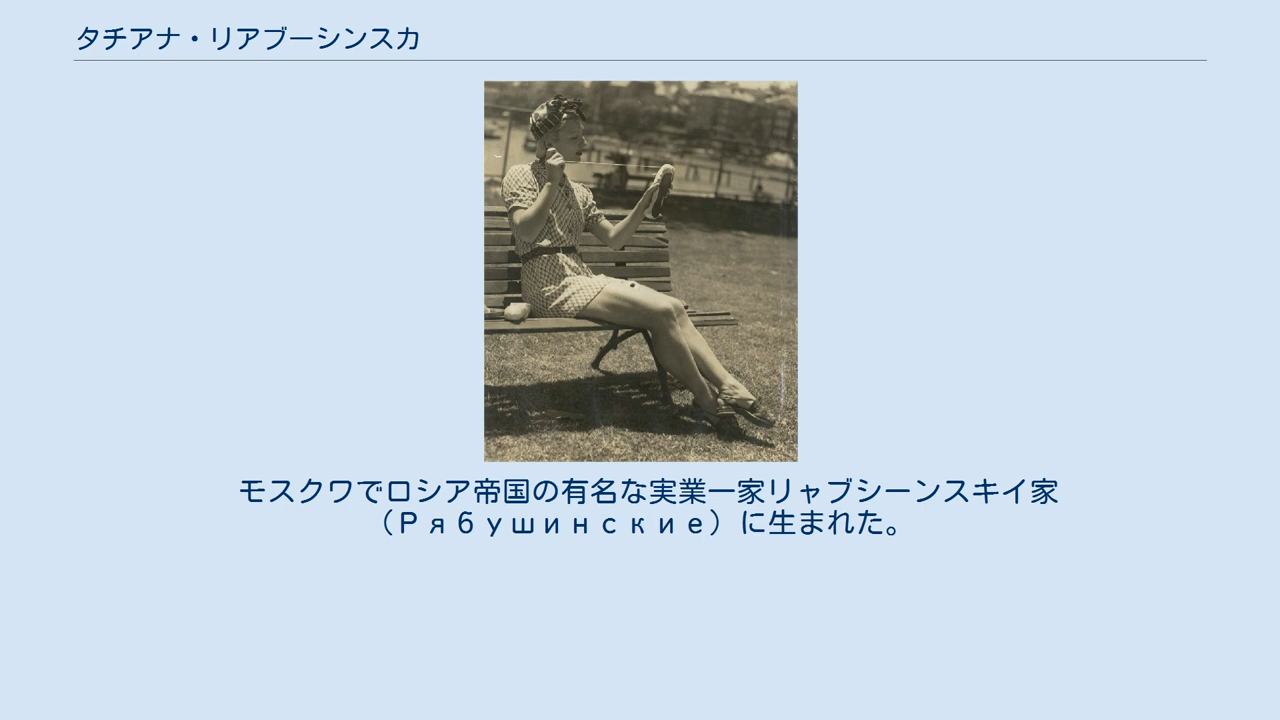 タチアナ・リアブーシンスカ
モスクワでロシア帝国の有名な実業一家リャブシーンスキイ家
（Рябушинские）に生まれた。